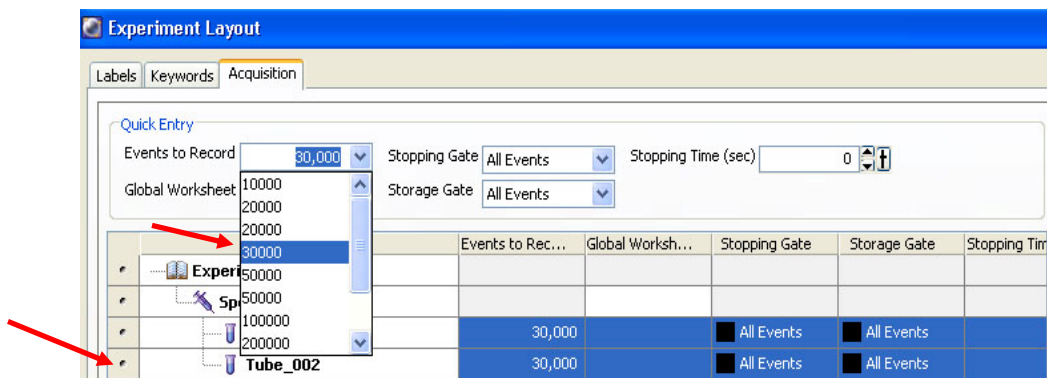 Experiment Layout
Labels Keywords Acquisition
Quick Entry
Events to Record 30,000 Stopping Gate All Events Stopping Time (sec) 0
Global Worksheet Storage Gate All Events
10000
20000
20000
30000
50000
50000
100000
200000
Events to Rec... Global Worksh... Stopping Gate Storage Gate Stopping Tim
Experi
Sp
30,000 All Events All Events
Tube_002 30,000 All Events All Events